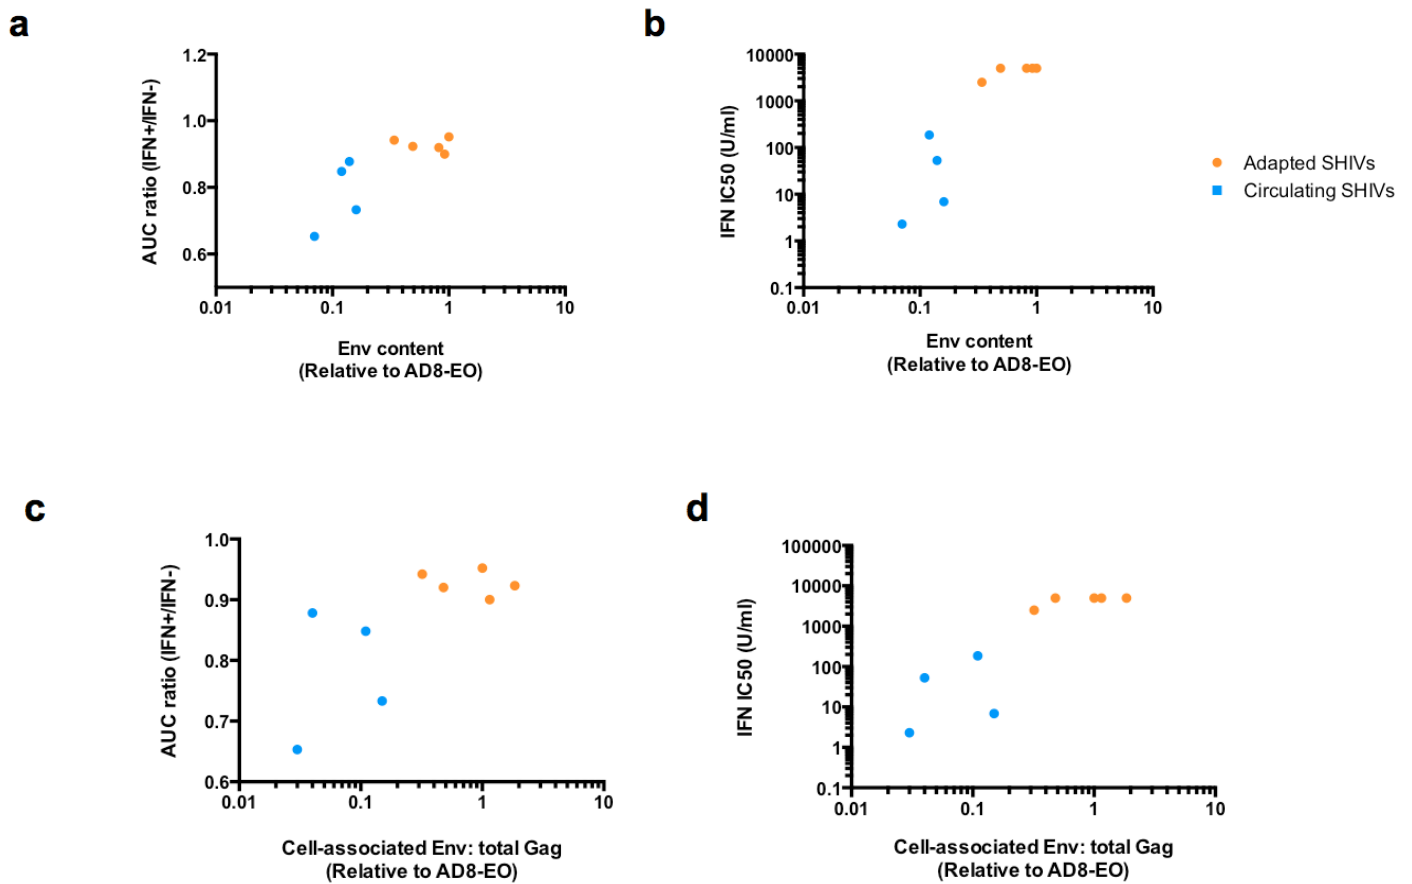 a
1.2
1.0
0.8
0.6
AUC ratio (IFN+/IFN-)
0.01
0.1
1
10
Env content
(Relative to AD8-EO)
b
10000
1000
100
10
1
0.1
IFN IC50 (U/ml)
0.01
0.1
1
10
Env content
(Relative to AD8-EO)
Adapted SHIVs
Circulating SHIVs
c
1.0
0.9
0.8
0.7
0.6
AUC ratio (IFN+/IFN-)
0.01
0.1
1
10
Cell-associated Env: total Gag
(Relative to AD8-EO)
d
100000
10000
1000
100
10
1
0.1
IFN IC50 (U/ml)
0.01
0.1
1
10
Cell-associated Env: total Gag
(Relative to AD8-EO)